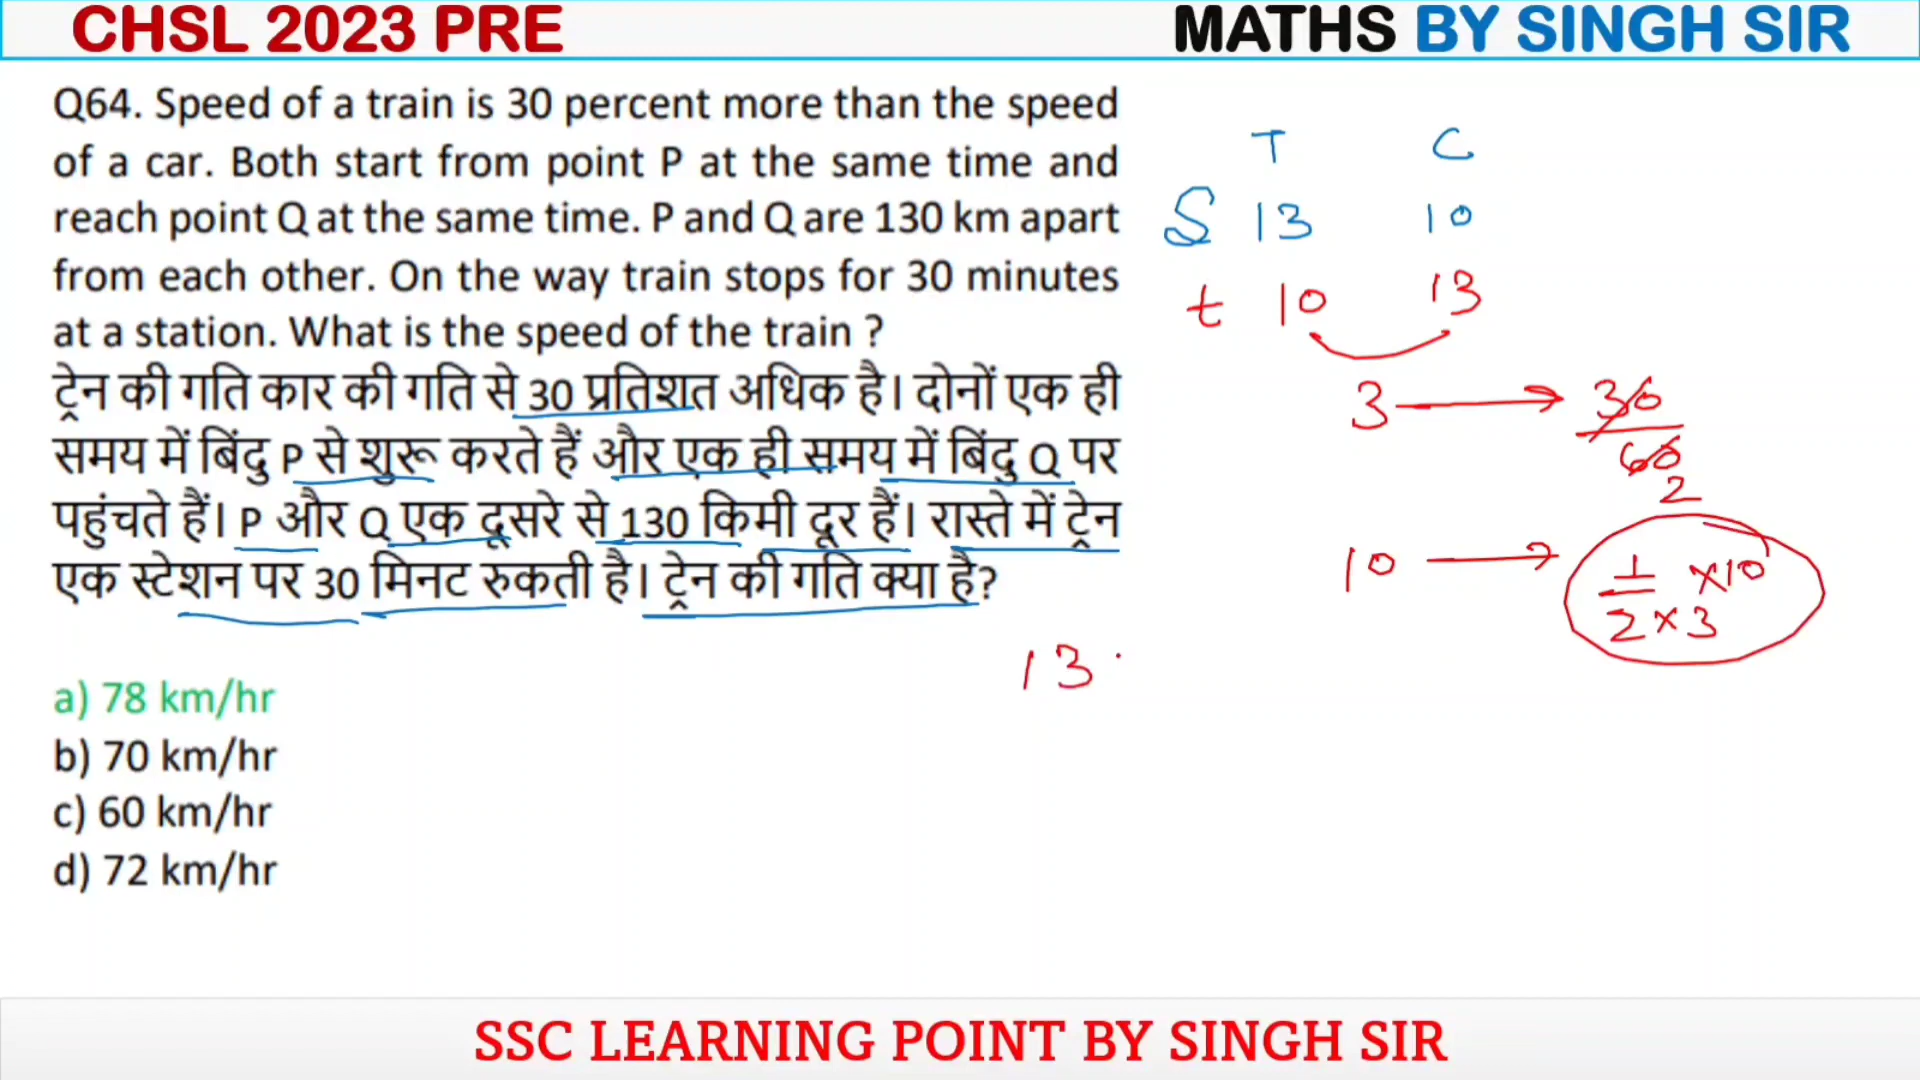 CHSL 2023 PRE
MATHS BY SINGH SIR
Q64. Speed of a train is 30 percent more than the speed
of a car. Both start from point P at the same time and
reach point Q at the same time. P and Q are 130 km apart
from each other. On the way train stops for 30 minutes
at a station. What is the speed of the train ?
ट्रेन की गति कार की गति से 30 प्रतिशत अधिक है। दोनों एक ही
समय में बिंदु P से शुरू करते हैं और एक ही समय में बिंदु Q पर
पहुंचते हैं। P और Q एक दूसरे से 130 किमी दूर हैं। रास्ते में ट्रेन
एक स्टेशन पर 30 मिनट रुकती है। ट्रेन की गति क्या है?
a) 78 km/hr
b) 70 km/hr
c) 60 km/hr
d) 72 km/hr
T C
S 13 10
t 10 13
3 → 30
60
2
10 → 1 ×10
2×3
13
SSC LEARNING POINT BY SINGH SIR